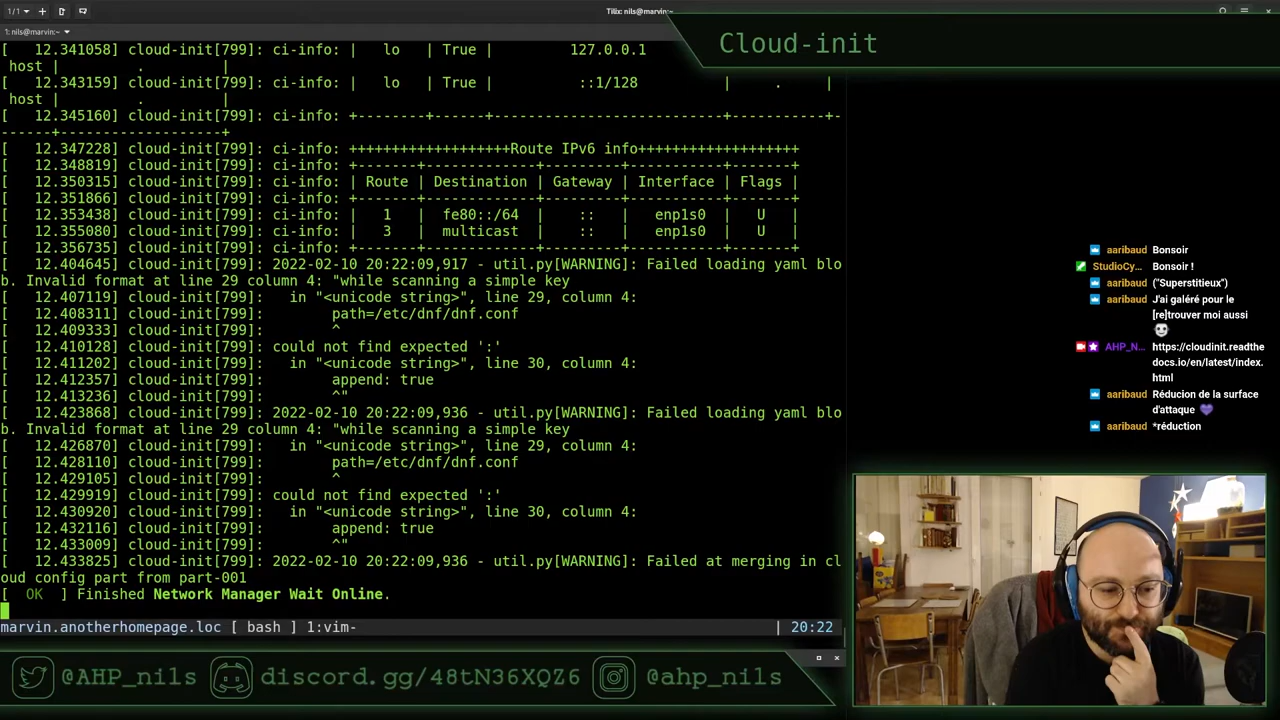 1/1
Tilix: nils@marvin:~
1: nils@marvin:~
Cloud-init
[   12.341058] cloud-init[799]: ci-info: |   lo   | True |         127.0.0.1
 host |         .         |
[   12.343159] cloud-init[799]: ci-info: |   lo   | True |          ::1/128          |     .     |
 host |         .         |
[   12.345160] cloud-init[799]: ci-info: +--------+------+---------------------------+-----------+-
------+-------------------+
[   12.347228] cloud-init[799]: ci-info: +++++++++++++++++++Route IPv6 info+++++++++++++++++++
[   12.348819] cloud-init[799]: ci-info: +-------+-------------+---------+-----------+-------+
[   12.350315] cloud-init[799]: ci-info: | Route | Destination | Gateway | Interface | Flags |
[   12.351866] cloud-init[799]: ci-info: +-------+-------------+---------+-----------+-------+
[   12.353438] cloud-init[799]: ci-info: |   1   |  fe80::/64  |    ::   |   enp1s0  |   U   |
[   12.355080] cloud-init[799]: ci-info: |   3   |  multicast  |    ::   |   enp1s0  |   U   |
[   12.356735] cloud-init[799]: ci-info: +-------+-------------+---------+-----------+-------+
[   12.404645] cloud-init[799]: 2022-02-10 20:22:09,917 - util.py[WARNING]: Failed loading yaml blo
b. Invalid format at line 29 column 4: "while scanning a simple key
[   12.407119] cloud-init[799]:   in "<unicode string>", line 29, column 4:
[   12.408311] cloud-init[799]:        path=/etc/dnf/dnf.conf
[   12.409333] cloud-init[799]:        ^
[   12.410128] cloud-init[799]: could not find expected ':'
[   12.411202] cloud-init[799]:   in "<unicode string>", line 30, column 4:
[   12.412357] cloud-init[799]:        append: true
[   12.413236] cloud-init[799]:        ^"
[   12.423868] cloud-init[799]: 2022-02-10 20:22:09,936 - util.py[WARNING]: Failed loading yaml blo
b. Invalid format at line 29 column 4: "while scanning a simple key
[   12.426870] cloud-init[799]:   in "<unicode string>", line 29, column 4:
[   12.428110] cloud-init[799]:        path=/etc/dnf/dnf.conf
[   12.429105] cloud-init[799]:        ^
[   12.429919] cloud-init[799]: could not find expected ':'
[   12.430920] cloud-init[799]:   in "<unicode string>", line 30, column 4:
[   12.432116] cloud-init[799]:        append: true
[   12.433009] cloud-init[799]:        ^"
[   12.433825] cloud-init[799]: 2022-02-10 20:22:09,936 - util.py[WARNING]: Failed at merging in cl
oud config part from part-001
[  OK  ] Finished Network Manager Wait Online.
marvin.anotherhomepage.loc [ bash ] 1:vim- | 20:22
aaribaud Bonsoir
StudioCy... Bonsoir !
aaribaud ("Superstitieux")
aaribaud J'ai galéré pour le
[re]trouver moi aussi
AHP_N... https://cloudinit.readthe
docs.io/en/latest/index.
html
aaribaud Réducion de la surface
d'attaque
aaribaud *réduction
@AHP_nils discord.gg/48tN36XQZ6 @ahp_nils